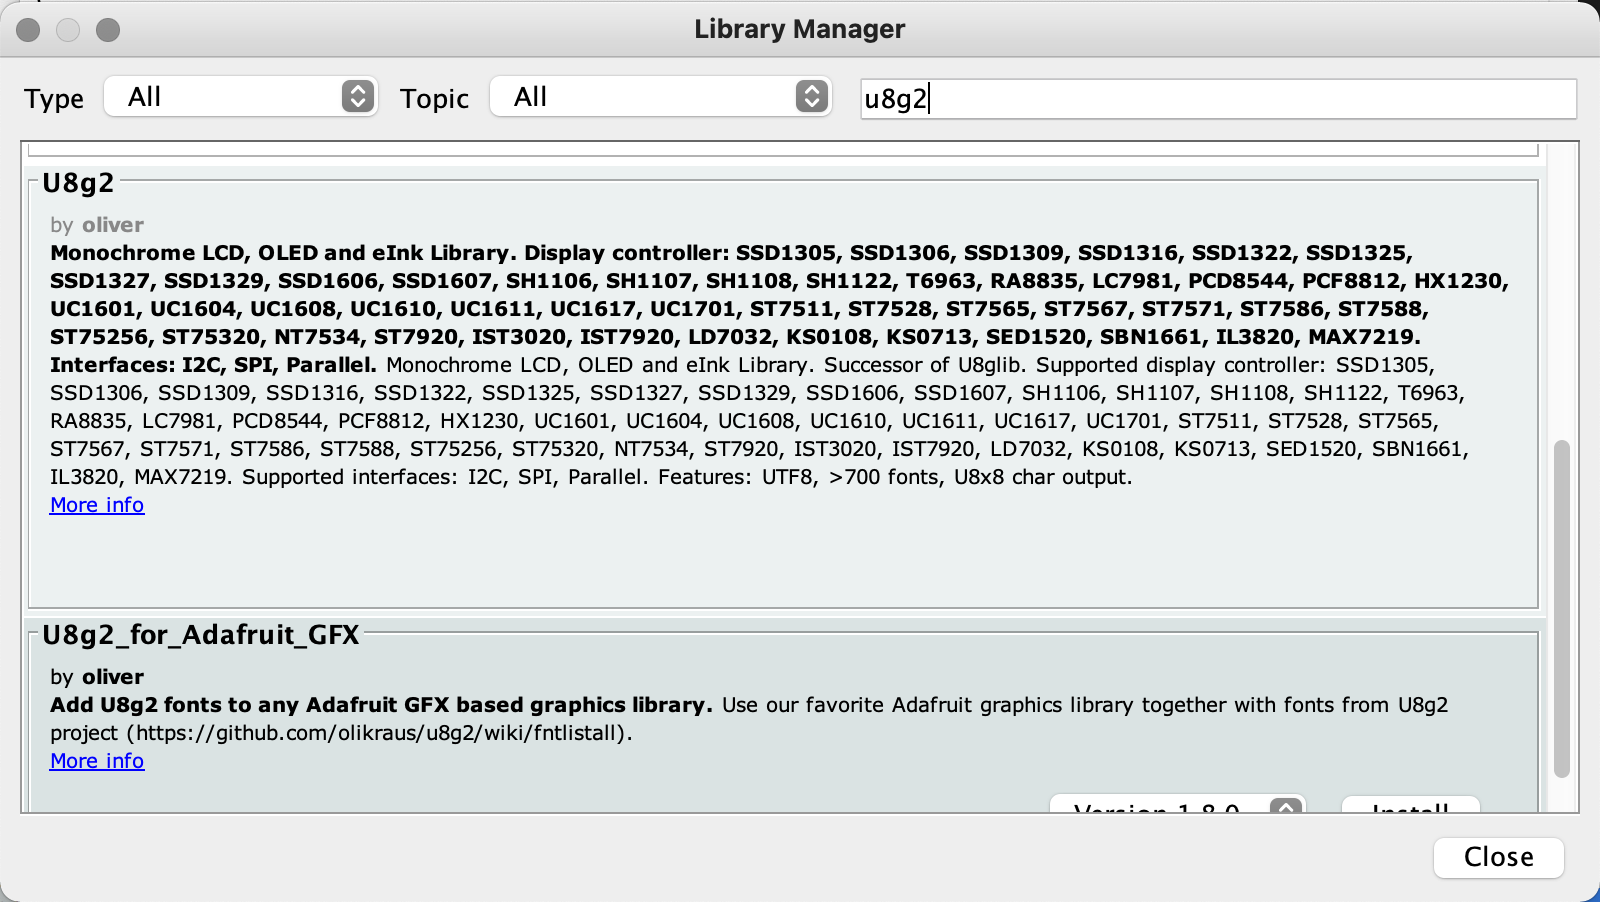 Library Manager
Type All Topic All u8g2
U8g2
by oliver
Monochrome LCD, OLED and eInk Library. Display controller: SSD1305, SSD1306, SSD1309, SSD1316, SSD1322, SSD1325,
SSD1327, SSD1329, SSD1606, SSD1607, SH1106, SH1107, SH1108, SH1122, T6963, RA8835, LC7981, PCD8544, PCF8812, HX1230,
UC1601, UC1604, UC1608, UC1610, UC1611, UC1617, UC1701, ST7511, ST7528, ST7565, ST7567, ST7571, ST7586, ST7588,
ST75256, ST75320, NT7534, ST7920, IST3020, IST7920, LD7032, KS0108, KS0713, SED1520, SBN1661, IL3820, MAX7219.
Interfaces: I2C, SPI, Parallel. Monochrome LCD, OLED and eInk Library. Successor of U8glib. Supported display controller: SSD1305,
SSD1306, SSD1309, SSD1316, SSD1322, SSD1325, SSD1327, SSD1329, SSD1606, SSD1607, SH1106, SH1107, SH1108, SH1122, T6963,
RA8835, LC7981, PCD8544, PCF8812, HX1230, UC1601, UC1604, UC1608, UC1610, UC1611, UC1617, UC1701, ST7511, ST7528, ST7565,
ST7567, ST7571, ST7586, ST7588, ST75256, ST75320, NT7534, ST7920, IST3020, IST7920, LD7032, KS0108, KS0713, SED1520, SBN1661,
IL3820, MAX7219. Supported interfaces: I2C, SPI, Parallel. Features: UTF8, >700 fonts, U8x8 char output.
More info
U8g2_for_Adafruit_GFX
by oliver
Add U8g2 fonts to any Adafruit GFX based graphics library. Use our favorite Adafruit graphics library together with fonts from U8g2
project (https://github.com/olikraus/u8g2/wiki/fntlistall).
More info
Version 1.8.0 Install
Close